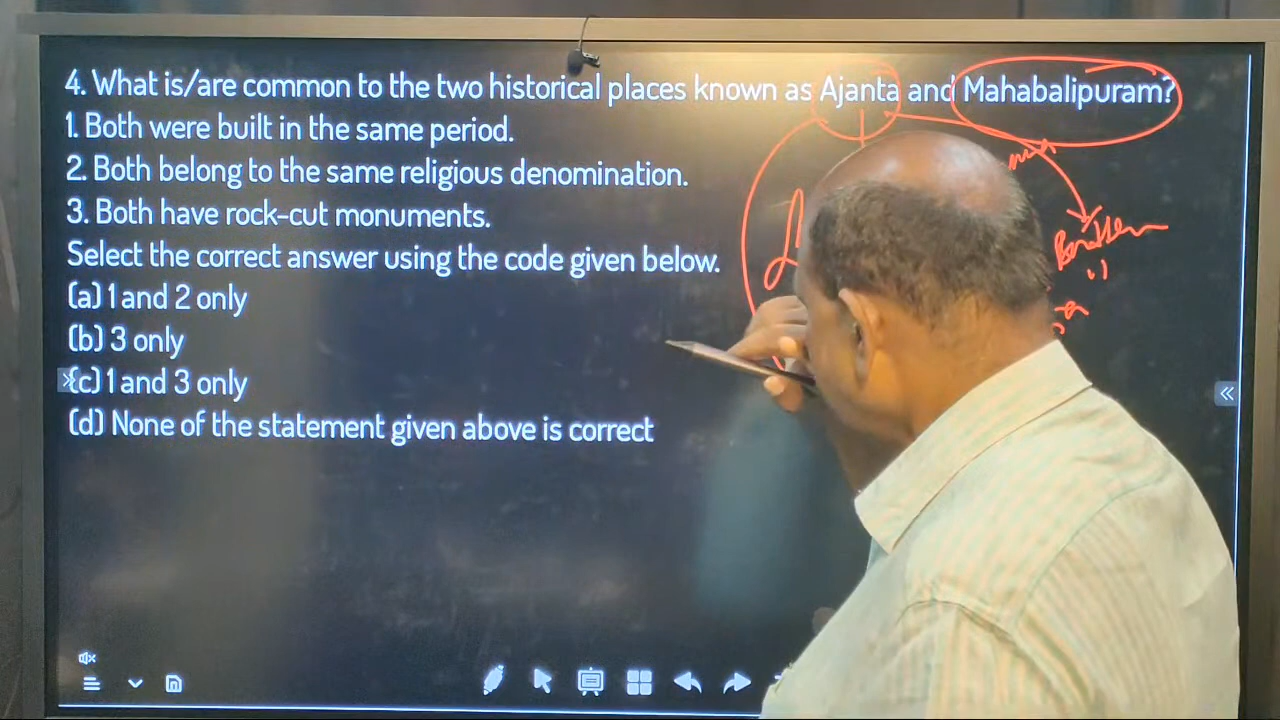 4. What is/are common to the two historical places known as Ajanta and Mahabalipuram?
1. Both were built in the same period.
2. Both belong to the same religious denomination.
3. Both have rock-cut monuments.
Select the correct answer using the code given below.
(a) 1 and 2 only
(b) 3 only
(c) 1 and 3 only
(d) None of the statement given above is correct